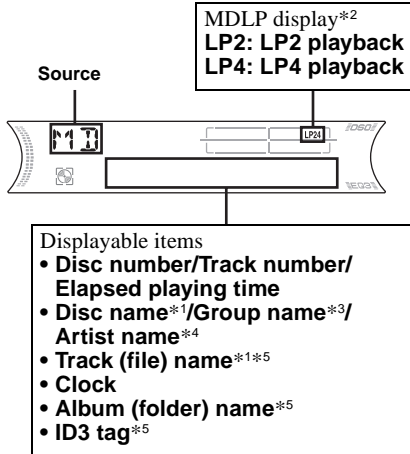 MDLP display*2
LP2: LP2 playback
LP4: LP4 playback
Source
MD
LP24
EQ3
Displayable items
• Disc number/Track number/
Elapsed playing time
• Disc name*1/Group name*3/
Artist name*4
• Track (file) name*1*5
• Clock
• Album (folder) name*5
• ID3 tag*5